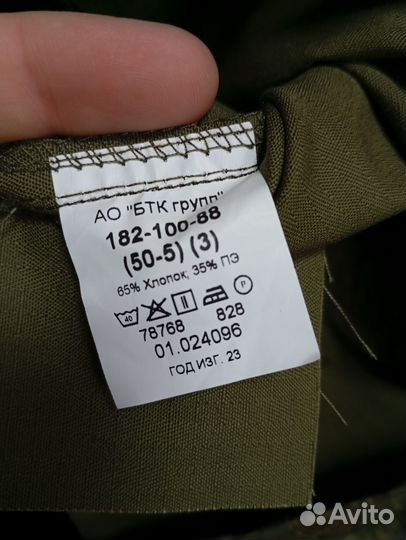 АО "БТК групп"
182-100-88
(50-5) (3)
65% Хлопок; 35% ПЭ
40 P
78768 828
01.024096
ГОД ИЗГ. 23
Avito